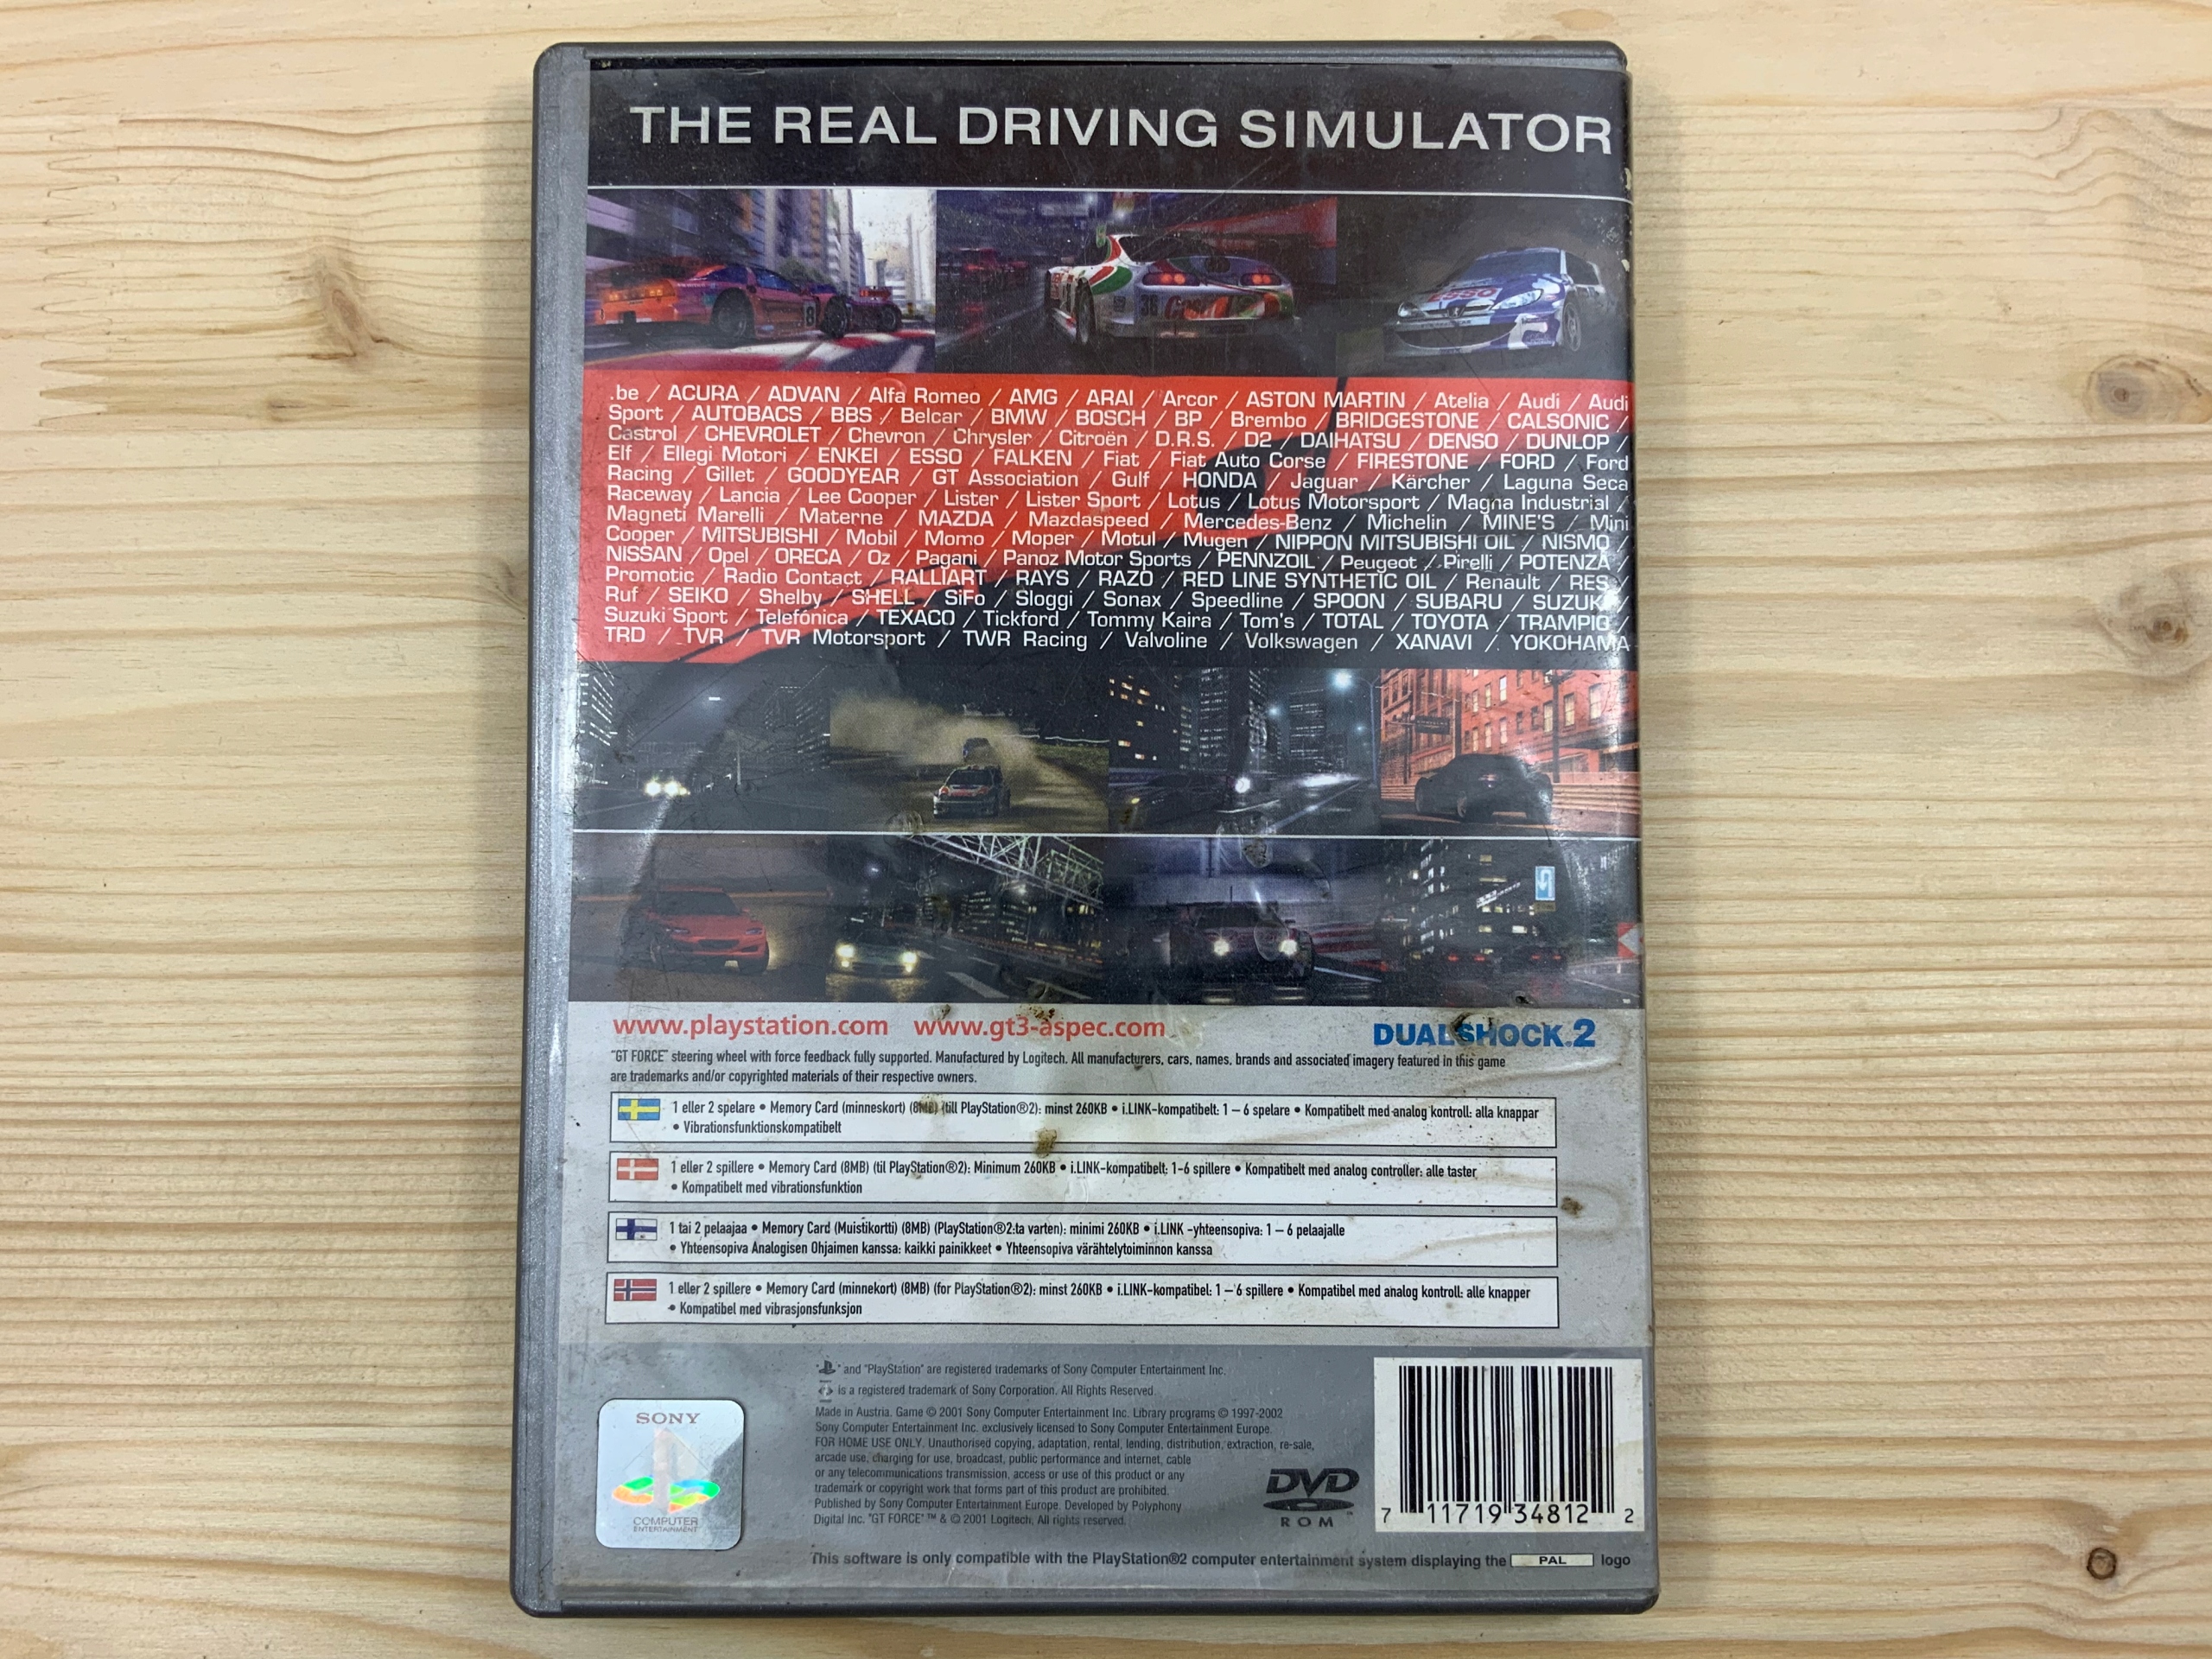 THE REAL DRIVING SIMULATOR
8
36
ESSO
.be / ACURA / ADVAN / Alfa Romeo / AMG / ARAI / Arcor / ASTON MARTIN / Atelia / Audi / Audi
Sport / AUTOBACS / BBS / Belcar / BMW / BOSCH / BP / Brembo / BRIDGESTONE / CALSONIC /
Castrol / CHEVROLET / Chevron / Chrysler / Citroën / D.R.S. / D2 / DAIHATSU / DENSO / DUNLOP /
Elf / Ellegi Motori / ENKEI / ESSO / FALKEN / Fiat / Fiat Auto Corse / FIRESTONE / FORD / Ford
Racing / Gillet / GOODYEAR / GT Association / Gulf / HONDA / Jaguar / Kärcher / Laguna Seca
Raceway / Lancia / Lee Cooper / Lister / Lister Sport / Lotus / Lotus Motorsport / Magna Industrial /
Magneti Marelli / Materne / MAZDA / Mazdaspeed / Mercedes-Benz / Michelin / MINE'S / Mini
Cooper / MITSUBISHI / Mobil / Momo / Moper / Motul / Mugen / NIPPON MITSUBISHI OIL / NISMO /
NISSAN / Opel / ORECA / Oz / Pagani / Panoz Motor Sports / PENNZOIL / Peugeot / Pirelli / POTENZA /
Promotic / Radio Contact / RALLIART / RAYS / RAZO / RED LINE SYNTHETIC OIL / Renault / RES /
Ruf / SEIKO / Shelby / SHELL / SiFo / Sloggi / Sonax / Speedline / SPOON / SUBARU / SUZUKI /
Suzuki Sport / Telefónica / TEXACO / Tickford / Tommy Kaira / Tom's / TOTAL / TOYOTA / TRAMPIO /
TRD / TVR / TVR Motorsport / TWR Racing / Valvoline / Volkswagen / XANAVI / YOKOHAMA
www.playstation.com www.gt3-aspec.com DUALSHOCK 2
"GT FORCE" steering wheel with force feedback fully supported. Manufactured by Logitech. All manufacturers, cars, names, brands and associated imagery featured in this game
are trademarks and/or copyrighted materials of their respective owners.
1 eller 2 spelare • Memory Card (minneskort) (8MB) (till PlayStation®2): minst 260KB • i.LINK-kompatibelt: 1 – 6 spelare • Kompatibelt med analog kontroll: alla knappar
• Vibrationsfunktionskompatibelt
1 eller 2 spillere • Memory Card (8MB) (til PlayStation®2): Minimum 260KB • i.LINK-kompatibelt: 1-6 spillere • Kompatibelt med analog controller: alle taster
• Kompatibelt med vibrationsfunktion
1 tai 2 pelaajaa • Memory Card (Muistikortti) (8MB) (PlayStation®2:ta varten): minimi 260KB • i.LINK -yhteensopiva: 1 – 6 pelaajalle
• Yhteensopiva Analogisen Ohjaimen kanssa: kaikki painikkeet • Yhteensopiva värähtelytoiminnon kanssa
1 eller 2 spillere • Memory Card (minnekort) (8MB) (for PlayStation®2): minst 260KB • i.LINK-kompatibel: 1 – 6 spillere • Kompatibel med analog kontroll: alle knapper
• Kompatibel med vibrasjonsfunksjon
" " and "PlayStation" are registered trademarks of Sony Computer Entertainment Inc.
is a registered trademark of Sony Corporation. All Rights Reserved.
Made in Austria. Game © 2001 Sony Computer Entertainment Inc. Library programs © 1997-2002
Sony Computer Entertainment Inc. exclusively licensed to Sony Computer Entertainment Europe.
FOR HOME USE ONLY. Unauthorised copying, adaptation, rental, lending, distribution, extraction, re-sale,
arcade use, charging for use, broadcast, public performance and internet, cable
or any telecommunications transmission, access or use of this product or any
trademark or copyright work that forms part of this product are prohibited.
Published by Sony Computer Entertainment Europe. Developed by Polyphony
Digital Inc. "GT FORCE" ™ & © 2001 Logitech. All rights reserved.
SONY
COMPUTER
ENTERTAINMENT
DVD
ROM
7 11719 34812 2
This software is only compatible with the PlayStation®2 computer entertainment system displaying the PAL logo